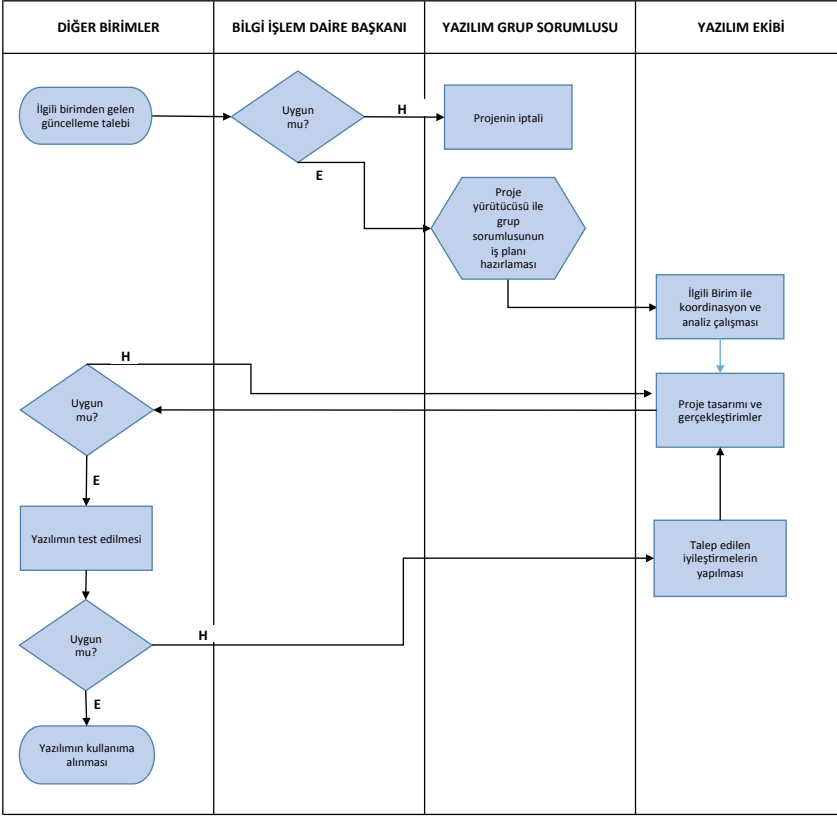 DİĞER BİRİMLER
BİLGİ İŞLEM DAİRE BAŞKANI
YAZILIM GRUP SORUMLUSU
YAZILIM EKİBİ
İlgili birimden gelen
güncelleme talebi
Uygun
mu?
H
Projenin iptali
E
Proje
yürütücüsü ile
grup
sorumlusunun
iş planı
hazırlaması
İlgili Birim ile
koordinasyon ve
analiz çalışması
H
Uygun
mu?
Proje tasarımı ve
gerçekleştirimler
E
Yazılımın test edilmesi
Talep edilen
iyileştirmelerin
yapılması
Uygun
mu?
H
E
Yazılımın kullanıma
alınması